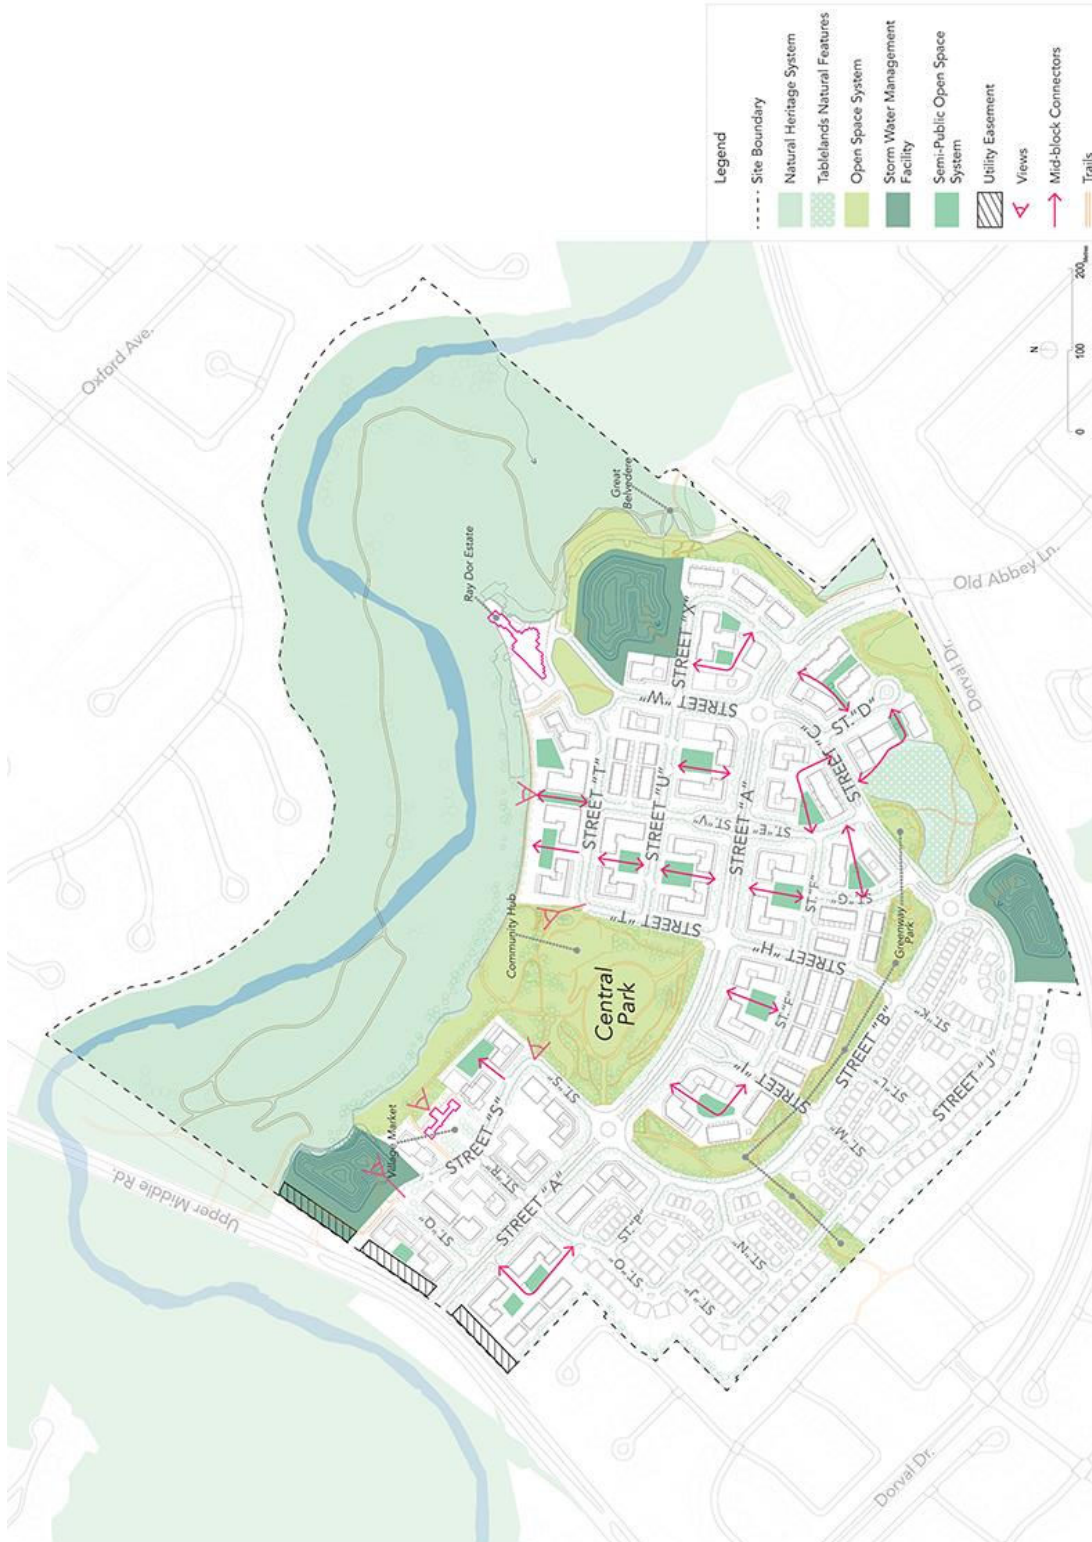 Legend
Site Boundary
Natural Heritage System
Tablelands Natural Features
Open Space System
Storm Water Management
Facility
Semi-Public Open Space
System
Utility Easement
Views
Mid-block Connectors
Trails
0
100
200
Metre
N
Oxford Ave.
Upper Middle Rd.
Old Abbey Ln.
Dorval Dr.
Dorval Dr.
Great
Belvedere
Ray Dor Estate
Community Hub
Central
Park
Village Market
Greenway
Park
STREET "X"
STREET "W"
STREET "T"
STREET "U"
STREET "A"
ST. "V"
ST. "E"
STREET "C"
ST. "D"
STREET "T"
ST. "F"
ST. "G"
STREET "H"
ST. "F"
STREET "I"
STREET "B"
ST. "K"
ST. "L"
STREET "J"
ST. "M"
ST. "N"
ST. "J"
ST. "O"
ST. "P"
STREET "A"
ST. "R"
ST. "Q"
STREET "S"
ST. "S"